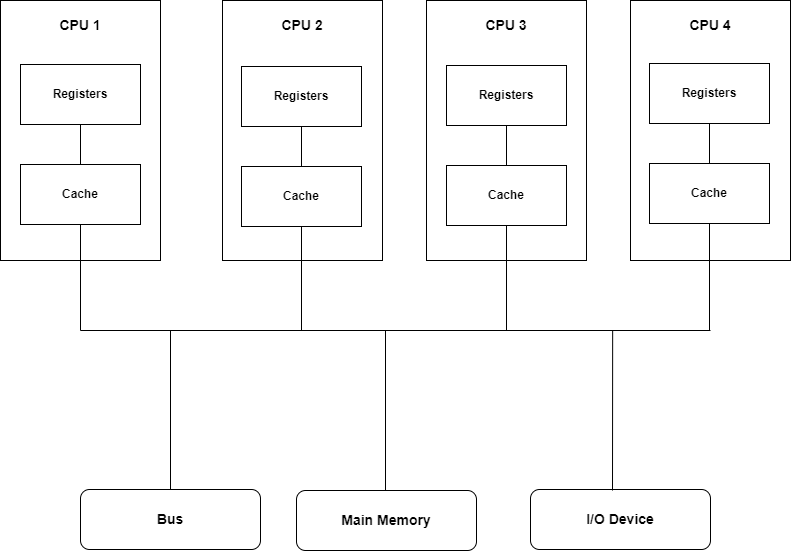 CPU 1
CPU 2
CPU 3
CPU 4
Registers
Registers
Registers
Registers
Cache
Cache
Cache
Cache
Bus
Main Memory
I/O Device